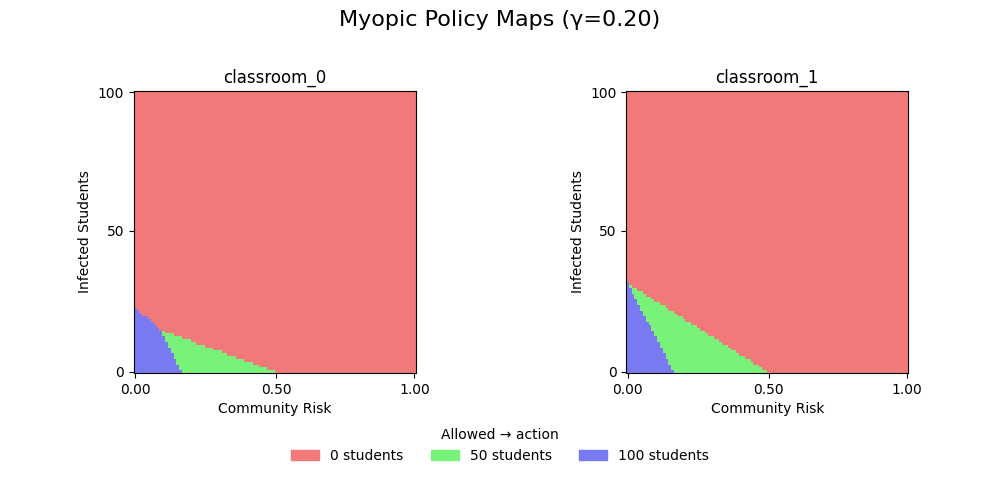 Myopic Policy Maps (γ=0.20)
classroom_0
100
50
0
Infected Students
0.00 0.50 1.00
Community Risk
classroom_1
100
50
0
Infected Students
0.00 0.50 1.00
Community Risk
Allowed → action
0 students 50 students 100 students